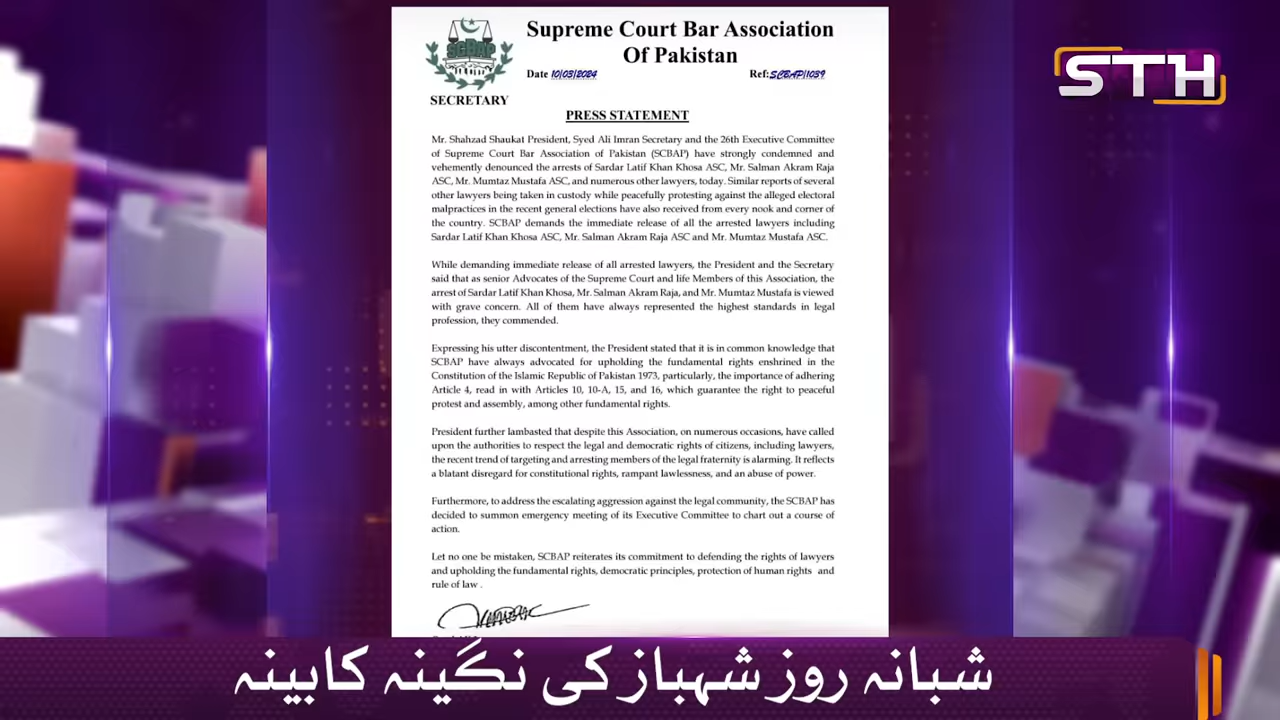 Supreme Court Bar Association
Of Pakistan
SCBAP
Date 10/03/2024 Ref:SCBAP/1039
SECRETARY
PRESS STATEMENT
Mr. Shahzad Shaukat President, Syed Ali Imran Secretary and the 26th Executive Committee
of Supreme Court Bar Association of Pakistan (SCBAP) have strongly condemned and
vehemently denounced the arrests of Sardar Latif Khan Khosa ASC, Mr. Salman Akram Raja
ASC, Mr. Mumtaz Mustafa ASC, and numerous other lawyers, today. Similar reports of several
other lawyers being taken in custody while peacefully protesting against the alleged electoral
malpractices in the recent general elections have also received from every nook and corner of
the country. SCBAP demands the immediate release of all the arrested lawyers including
Sardar Latif Khan Khosa ASC, Mr. Salman Akram Raja ASC and Mr. Mumtaz Mustafa ASC.
While demanding immediate release of all arrested lawyers, the President and the Secretary
said that as senior Advocates of the Supreme Court and life Members of this Association, the
arrest of Sardar Latif Khan Khosa, Mr. Salman Akram Raja, and Mr. Mumtaz Mustafa is viewed
with grave concern. All of them have always represented the highest standards in legal
profession, they commended.
Expressing his utter discontentment, the President stated that it is in common knowledge that
SCBAP have always advocated for upholding the fundamental rights enshrined in the
Constitution of the Islamic Republic of Pakistan 1973, particularly, the importance of adhering
Article 4, read in with Articles 10, 10-A, 15, and 16, which guarantee the right to peaceful
protest and assembly, among other fundamental rights.
President further lambasted that despite this Association, on numerous occasions, have called
upon the authorities to respect the legal and democratic rights of citizens, including lawyers,
the recent trend of targeting and arresting members of the legal fraternity is alarming. It reflects
a blatant disregard for constitutional rights, rampant lawlessness, and an abuse of power.
Furthermore, to address the escalating aggression against the legal community, the SCBAP has
decided to summon emergency meeting of its Executive Committee to chart out a course of
action.
Let no one be mistaken, SCBAP reiterates its commitment to defending the rights of lawyers
and upholding the fundamental rights, democratic principles, protection of human rights and
rule of law .
STH
شبانہ روز شہباز کی نگینہ کابینہ